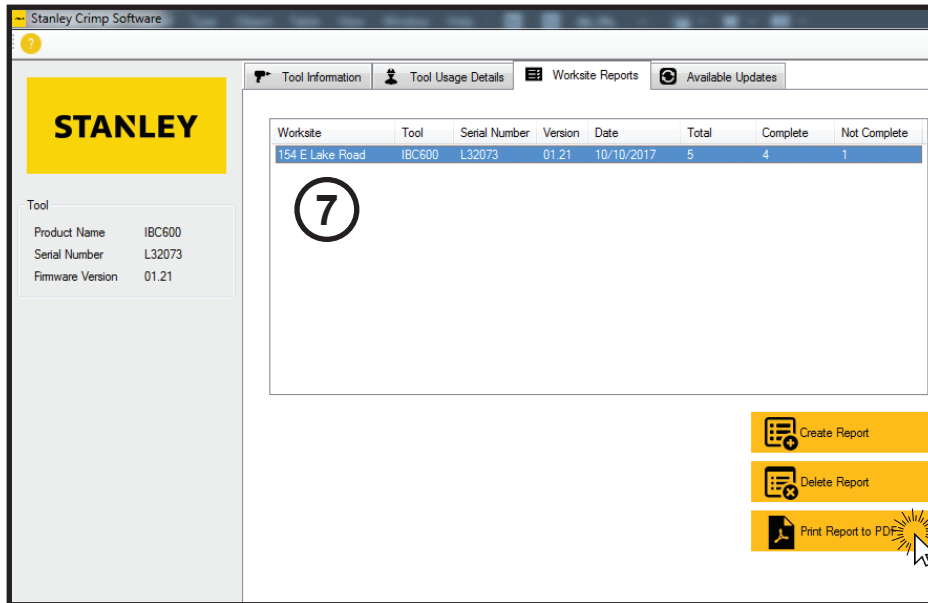 Stanley Crimp Software
?
Tool Information Tool Usage Details Worksite Reports Available Updates
STANLEY
Worksite Tool Serial Number Version Date Total Complete Not Complete
154 E Lake Road IBC600 L32073 01.21 10/10/2017 5 4 1
7
Tool
Product Name IBC600
Serial Number L32073
Firmware Version 01.21
Create Report
Delete Report
Print Report to PDF